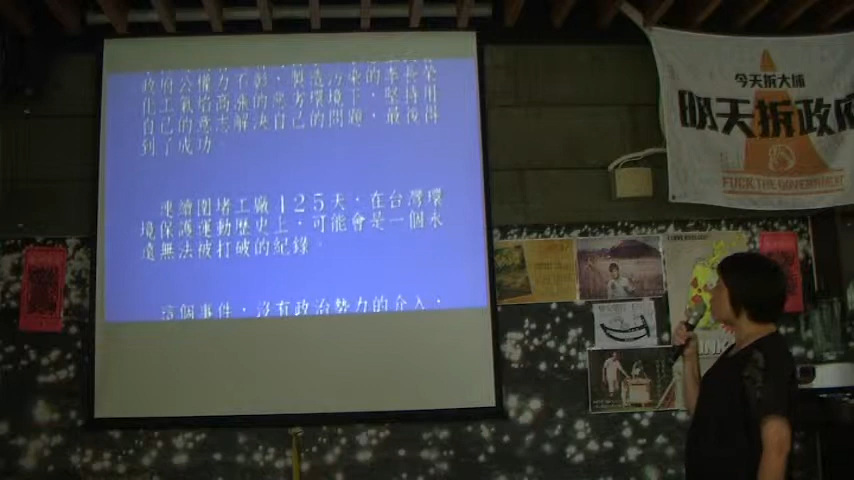 政府公權力不彰、製造污染的李長榮
化工氣焰高漲的惡劣環境下，堅持用
自己的意志解決自己的問題，最後得
到了成功。
連續圍堵工廠４２５天，在台灣環
境保護運動歷史上，可能會是一個永
遠無法被打破的紀錄。
這個事件，沒有政治勢力的介入，
今天拆大埔
明天拆政府
FUCK THE GOVERNMENT